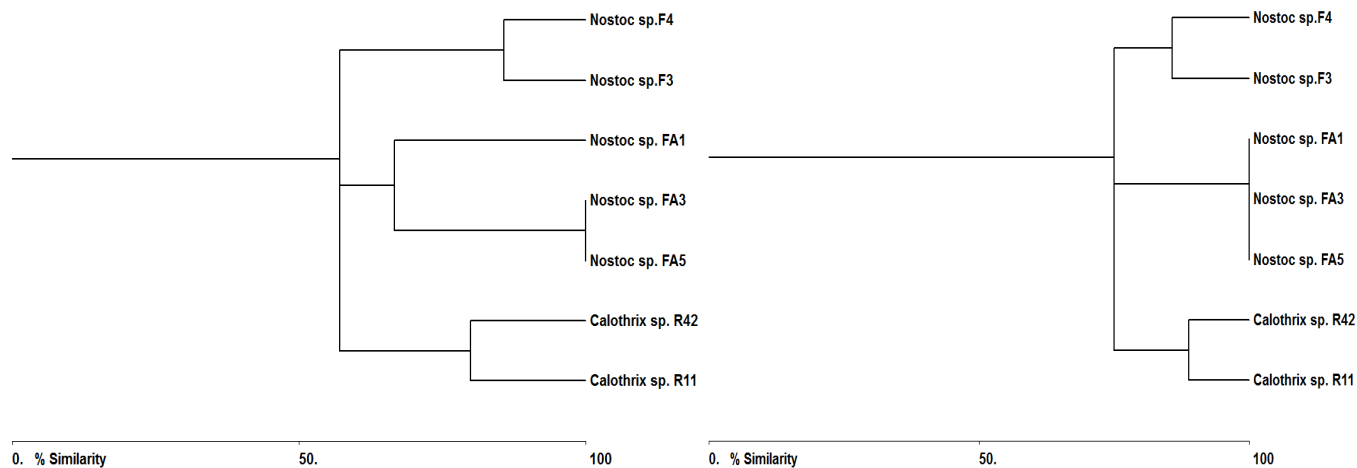 Nostoc sp.F4
Nostoc sp.F3
Nostoc sp. FA1
Nostoc sp. FA3
Nostoc sp. FA5
Calothrix sp. R42
Calothrix sp. R11
0. % Similarity 50. 100
Nostoc sp.F4
Nostoc sp.F3
Nostoc sp. FA1
Nostoc sp. FA3
Nostoc sp. FA5
Calothrix sp. R42
Calothrix sp. R11
0. % Similarity 50. 100